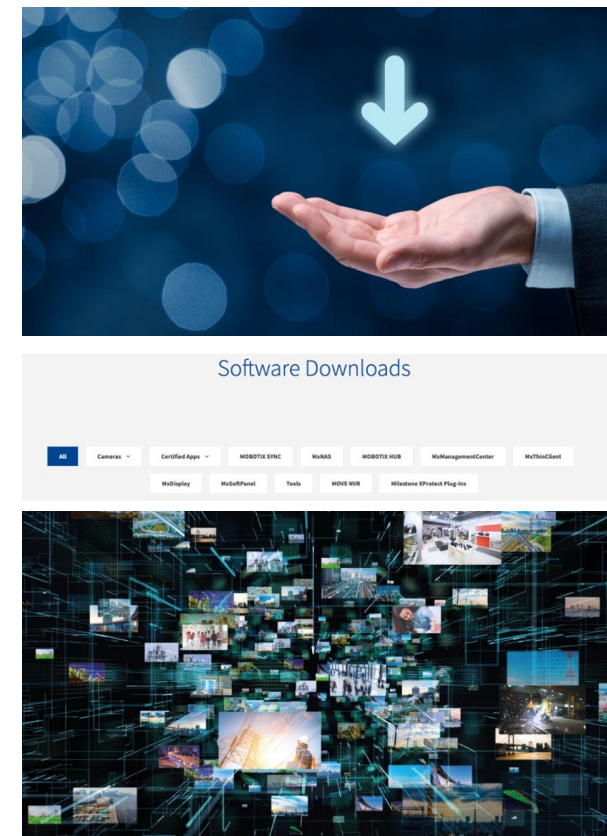 Software Downloads
All Cameras Certified Apps MOBOTIX SYNC MxNAS MOBOTIX HUB MxManagementCenter MxThinClient
MxDisplay MxSoftPanel Tools MOVE NVR Milestone XProtect Plug-ins